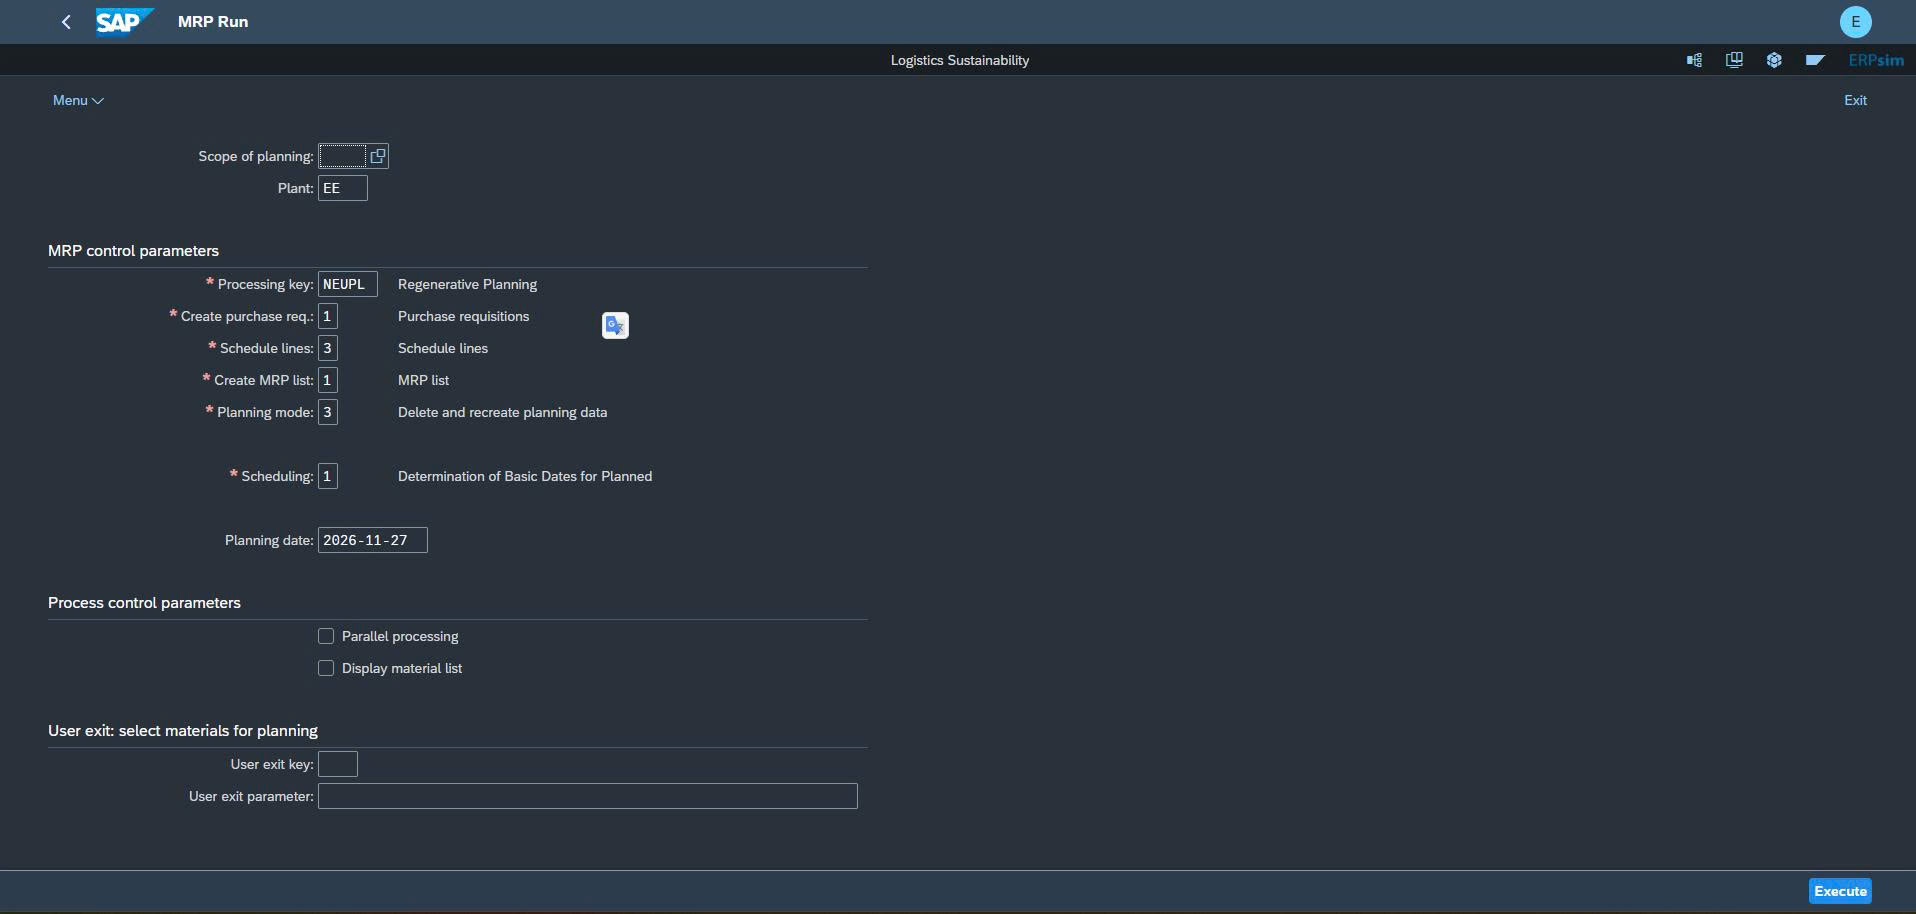 SAP MRP Run E
Logistics Sustainability ERPsim
Menu Exit
Scope of planning:
Plant: EE
MRP control parameters
* Processing key: NEUPL Regenerative Planning
* Create purchase req.: 1 Purchase requisitions
* Schedule lines: 3 Schedule lines
* Create MRP list: 1 MRP list
* Planning mode: 3 Delete and recreate planning data
* Scheduling: 1 Determination of Basic Dates for Planned
Planning date: 2026-11-27
Process control parameters
Parallel processing
Display material list
User exit: select materials for planning
User exit key:
User exit parameter:
Execute